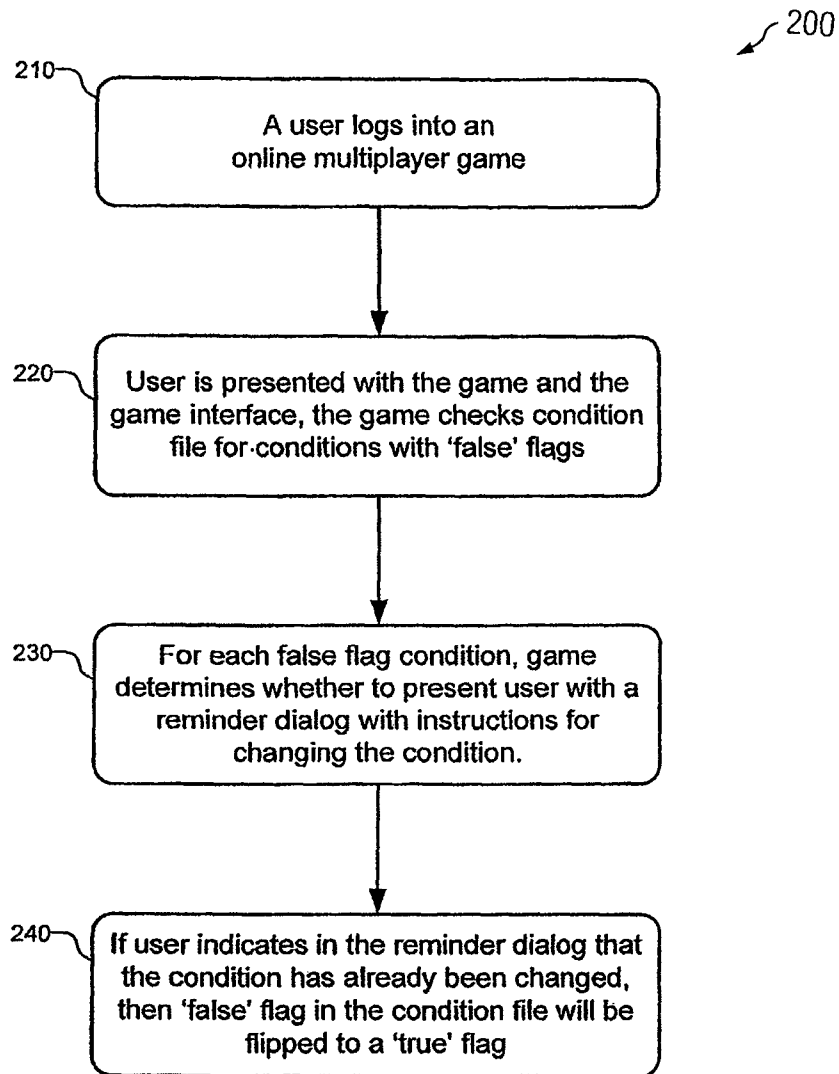 200
210
A user logs into an
online multiplayer game
220
User is presented with the game and the
game interface, the game checks condition
file for conditions with ‘false’ flags
230
For each false flag condition, game
determines whether to present user with a
reminder dialog with instructions for
changing the condition.
240
If user indicates in the reminder dialog that
the condition has already been changed,
then ‘false’ flag in the condition file will be
flipped to a ‘true’ flag